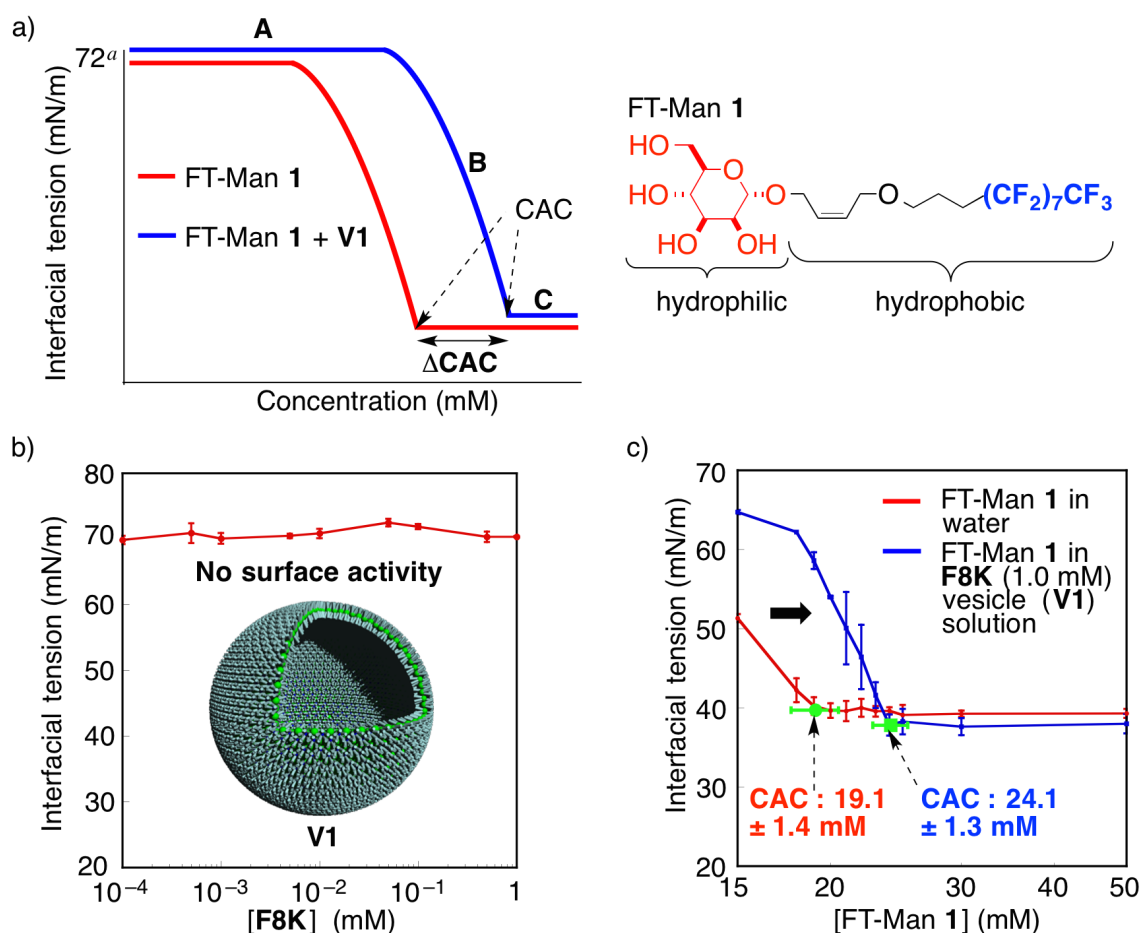 a)
Interfacial tension (mN/m)
72a
A
B
C
FT-Man 1
FT-Man 1 + V1
CAC
ΔCAC
Concentration (mM)
FT-Man 1
HO
HO
HO
HO
OH
O
O
O
(CF2)7CF3
hydrophilic
hydrophobic
b)
Interfacial tension (mN/m)
80
70
60
50
40
30
20
No surface activity
V1
10−4
10−3
10−2
10−1
1
[F8K] (mM)
c)
Interfacial tension (mN/m)
70
60
50
40
30
20
FT-Man 1 in
water
FT-Man 1 in
F8K (1.0 mM)
vesicle (V1)
solution
CAC : 19.1
± 1.4 mM
CAC : 24.1
± 1.3 mM
15
20
30
40
50
[FT-Man 1] (mM)